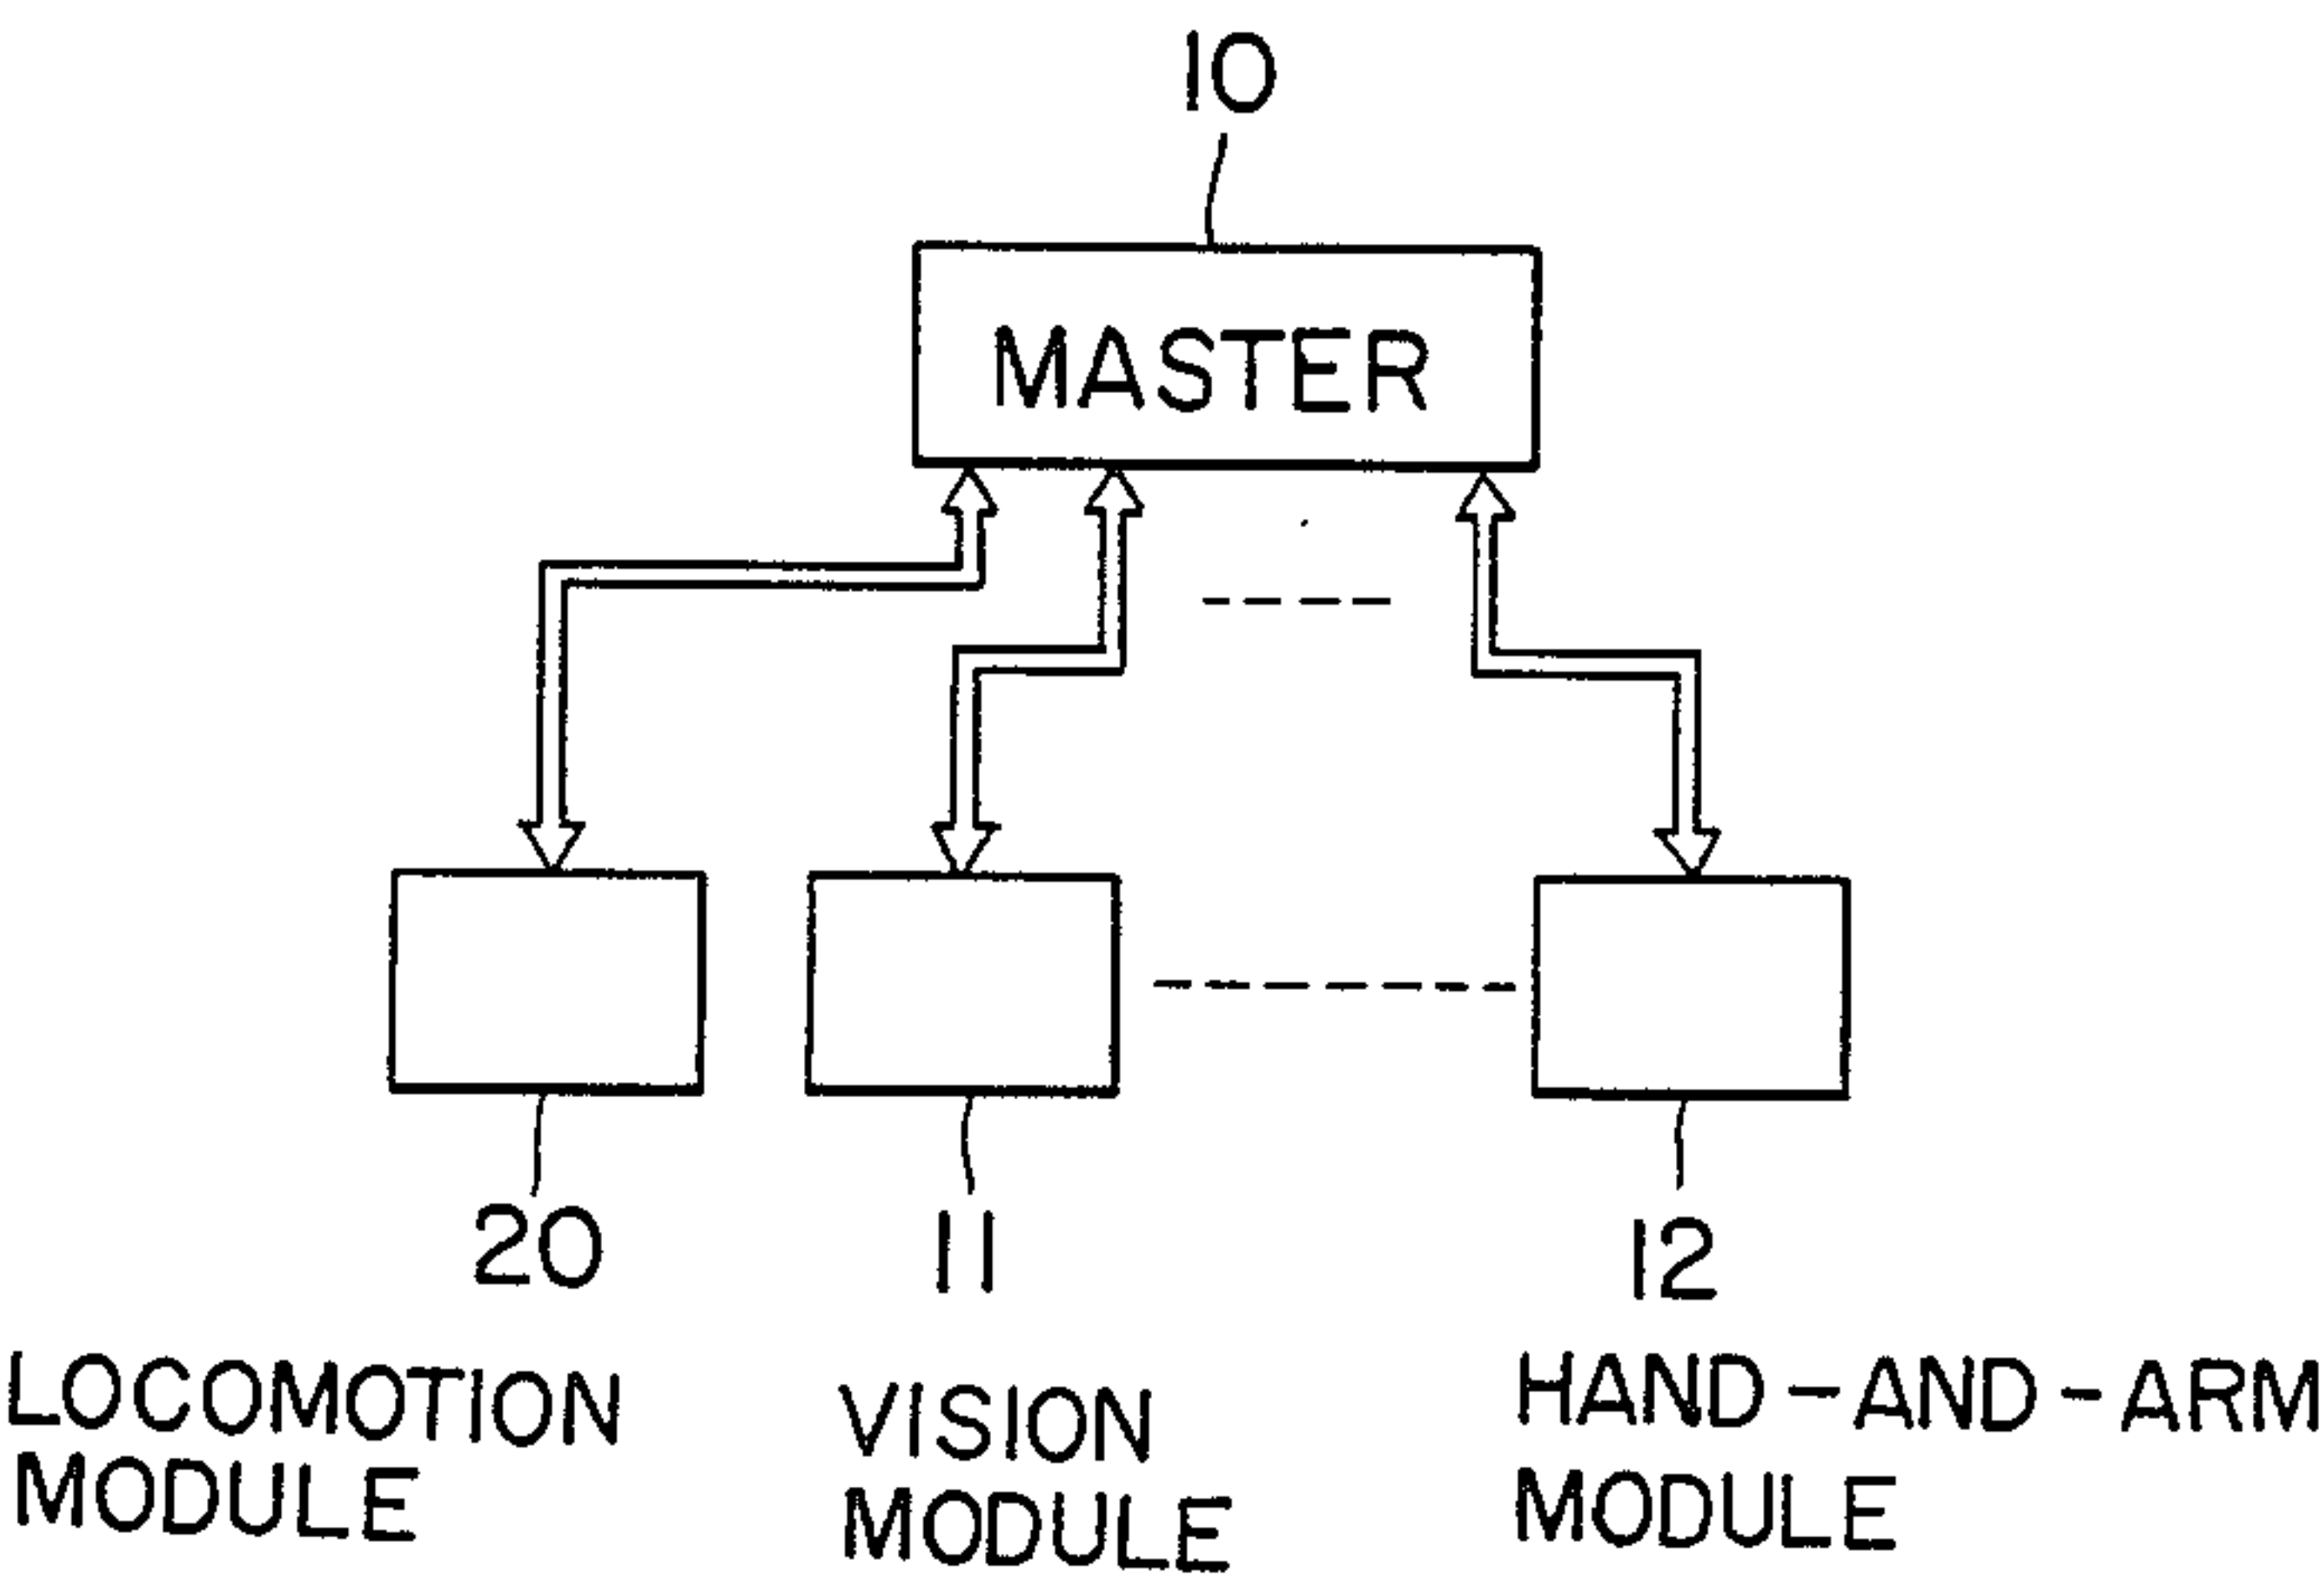 10
MASTER
20
11
12
LOCOMOTION
MODULE
VISION
MODULE
HAND-AND-ARM
MODULE